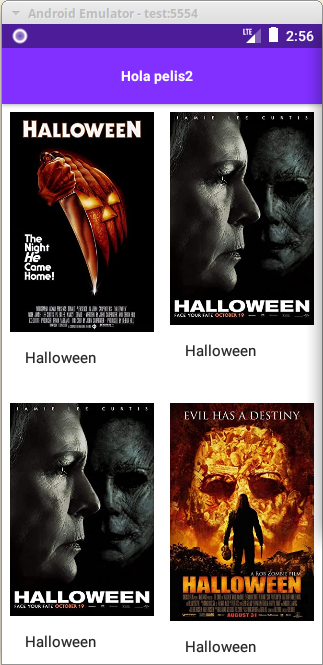 Android Emulator - test:5554
LTE 2:56
Hola pelis2
HALLOWEEN
The
Night
He
Came
Home!
Halloween
JAMIE LEE CURTIS
HALLOWEEN
FACE YOUR FATE OCTOBER 19
Halloween
JAMIE LEE CURTIS
HALLOWEEN
FACE YOUR FATE OCTOBER 19
Halloween
EVIL HAS A DESTINY
A ROB ZOMBIE FILM
HALLOWEEN
AUGUST 31
Halloween